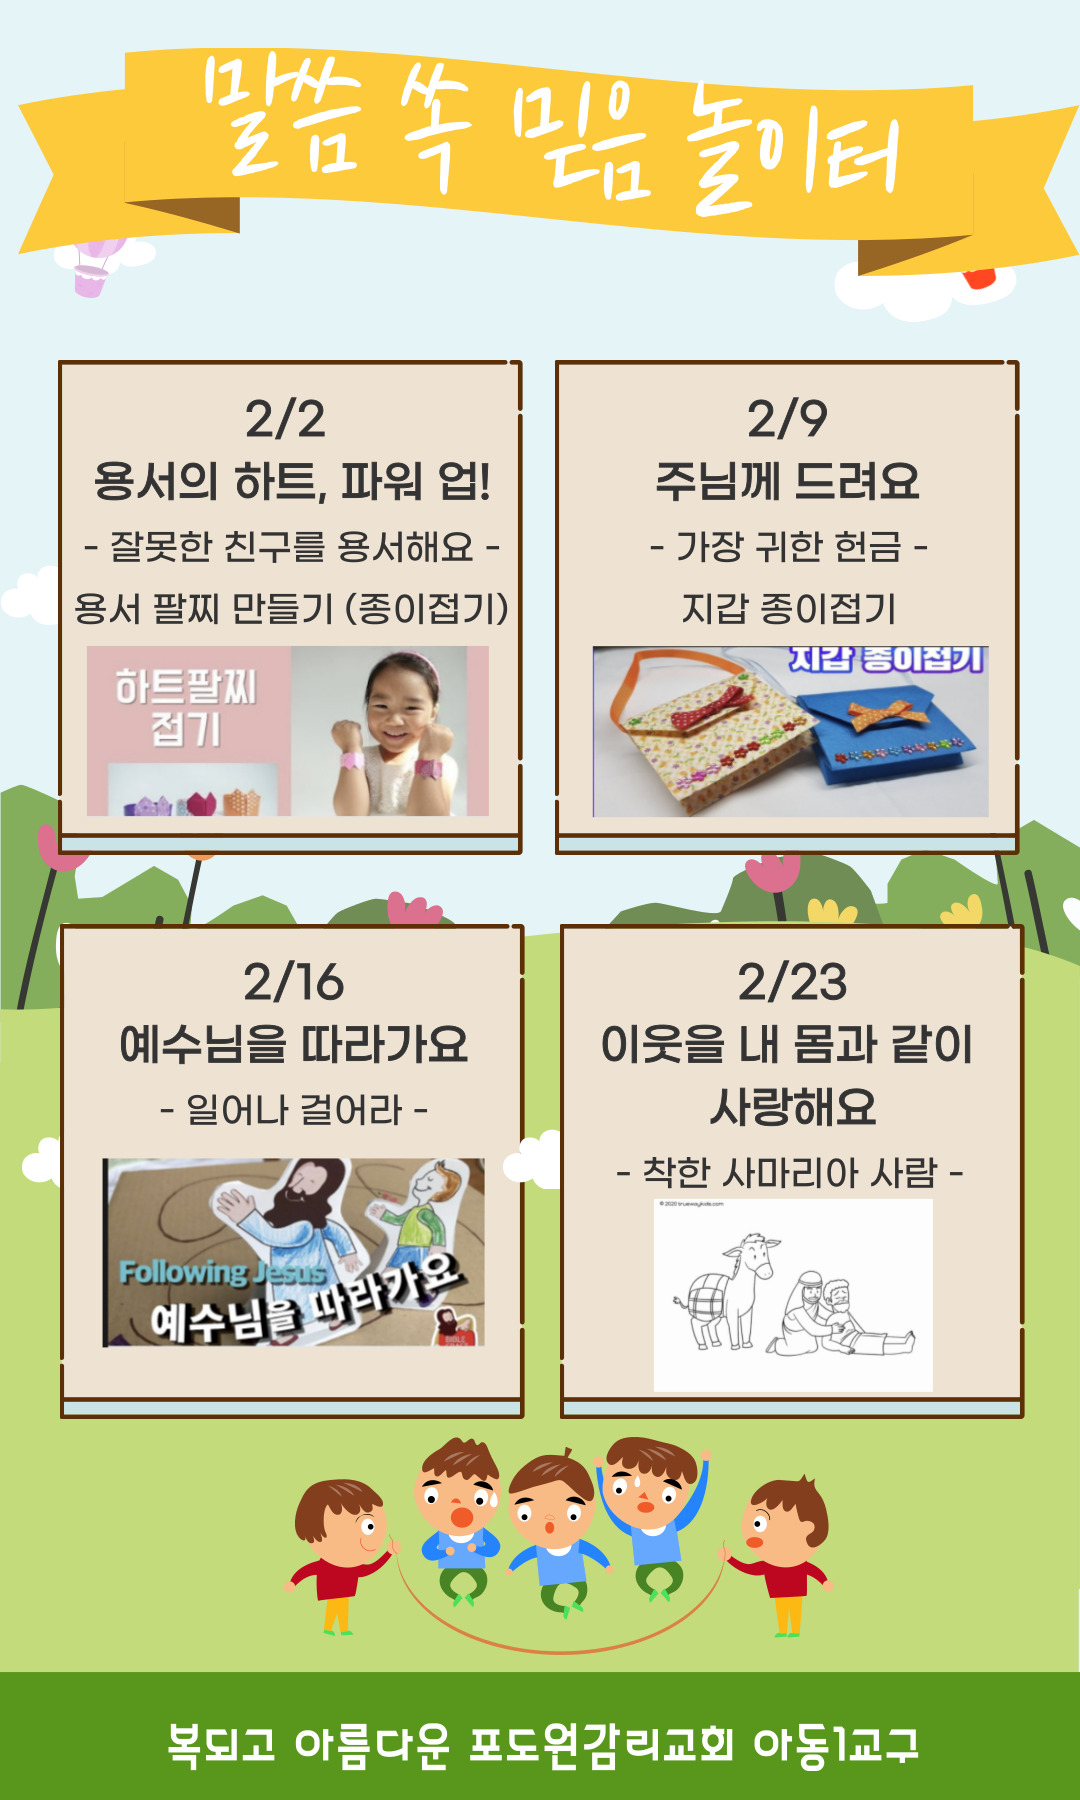 말씀 쏙 믿음 놀이터
2/2
용서의 하트, 파워 업!
- 잘못한 친구를 용서해요 -
용서 팔찌 만들기 (종이접기)
하트팔찌
접기
2/9
주님께 드려요
- 가장 귀한 헌금 -
지갑 종이접기
지갑 종이접기
2/16
예수님을 따라가요
- 일어나 걸어라 -
Following Jesus
예수님을 따라가요
BIBLE
2/23
이웃을 내 몸과 같이
사랑해요
- 착한 사마리아 사람 -
© 2020 truewaykids.com
복되고 아름다운 포도원감리교회 아동1교구